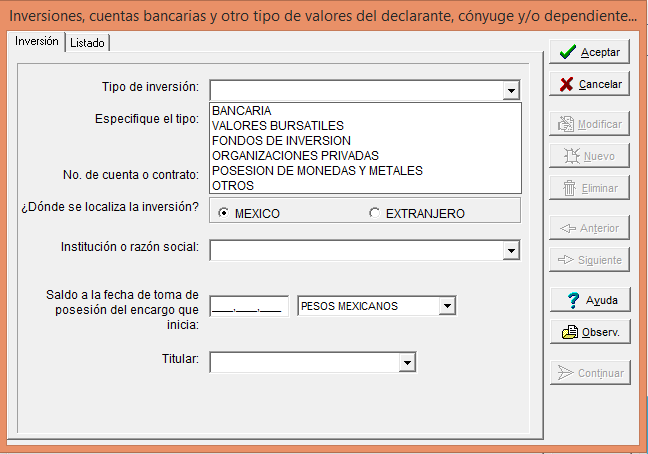 Inversiones, cuentas bancarias y otro tipo de valores del declarante, cónyuge y/o dependiente...
Inversión
Listado
Tipo de inversión:
BANCARIA
VALORES BURSATILES
FONDOS DE INVERSION
ORGANIZACIONES PRIVADAS
POSESION DE MONEDAS Y METALES
OTROS
Especifique el tipo:
No. de cuenta o contrato:
¿Dónde se localiza la inversión?
MEXICO
EXTRANJERO
Institución o razón social:
Saldo a la fecha de toma de
posesión del encargo que
inicia:
___,___,___
PESOS MEXICANOS
Titular:
Aceptar
Cancelar
Modificar
Nuevo
Eliminar
Anterior
Siguiente
Ayuda
Observ.
Continuar